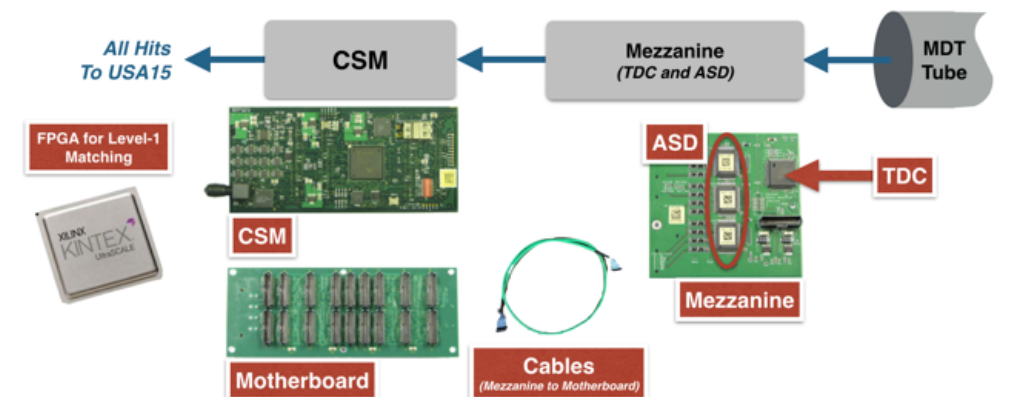 All Hits
To USA15
CSM
Mezzanine
(TDC and ASD)
MDT
Tube
FPGA for Level-1
Matching
XILINX
KINTEX
UltraSCALE
CSM
ASD
TDC
Mezzanine
Motherboard
Cables
(Mezzanine to Motherboard)